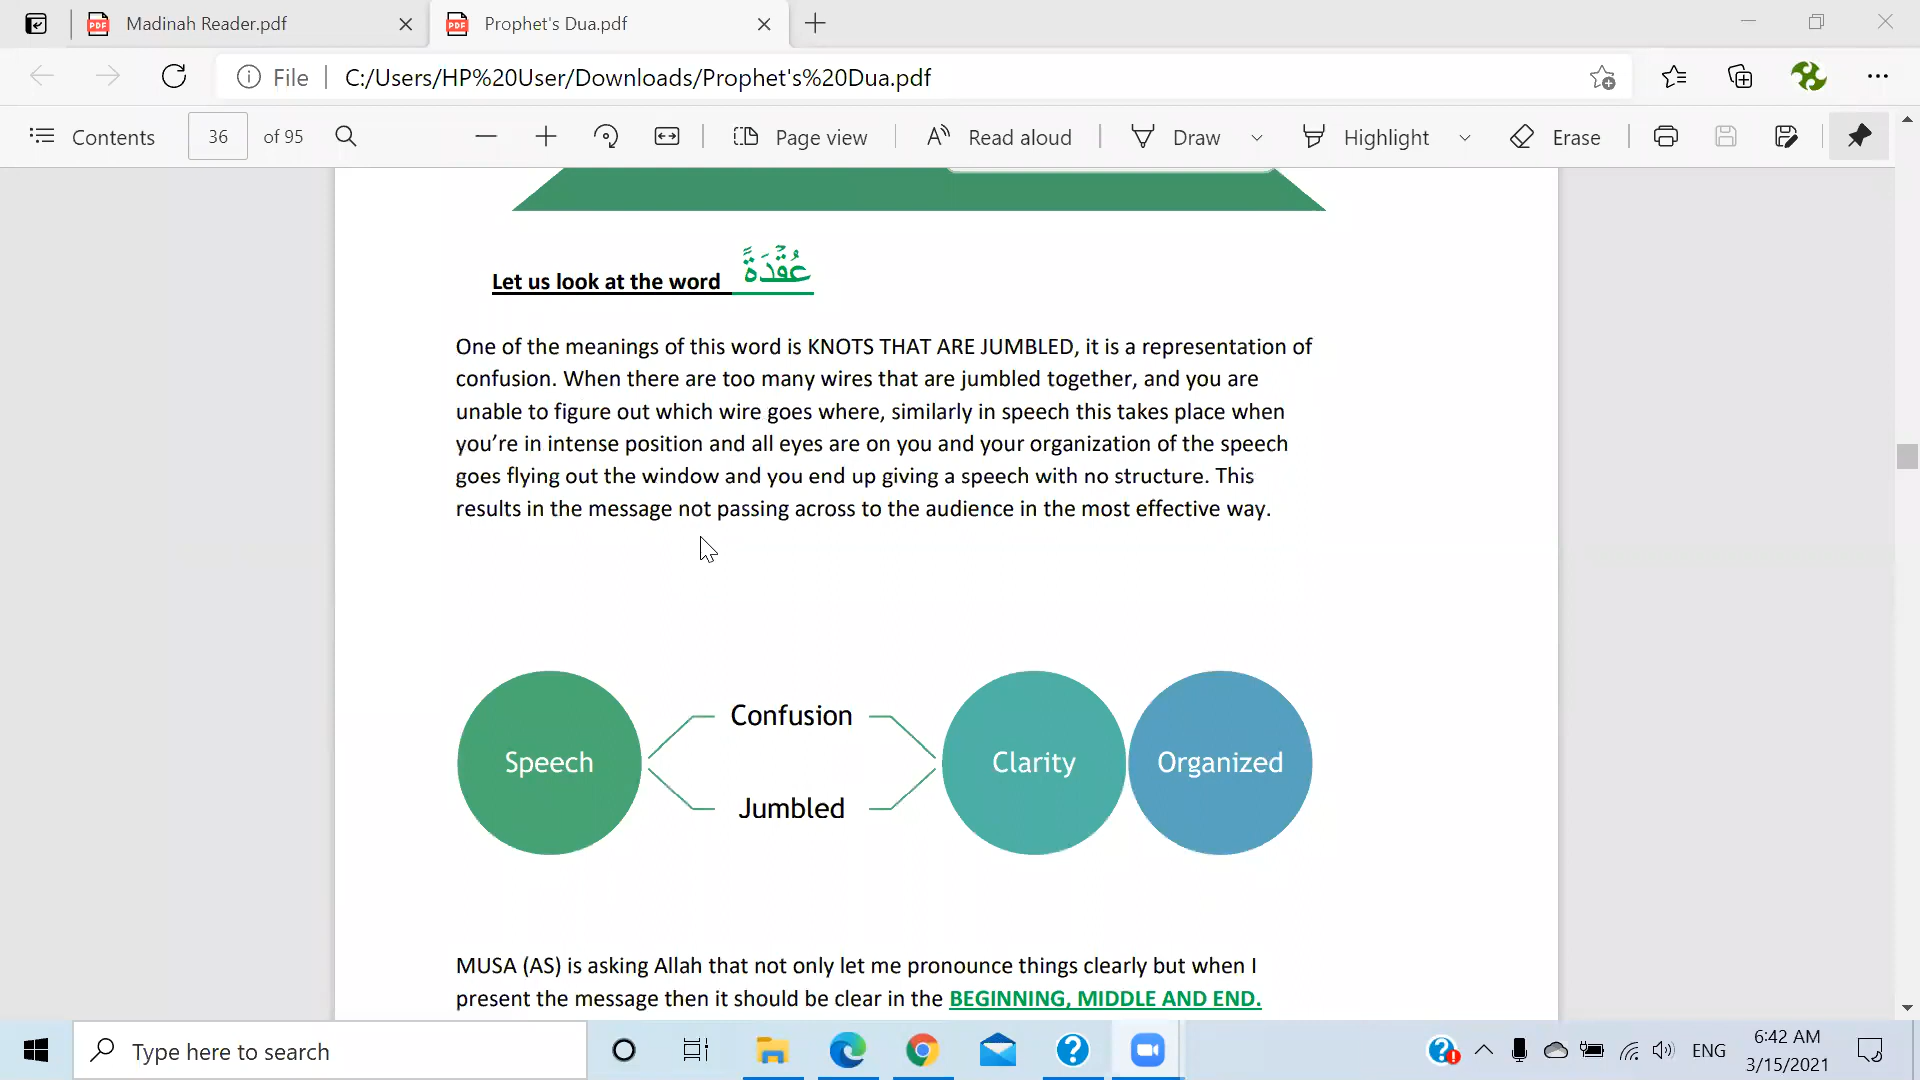 Madinah Reader.pdf
Prophet's Dua.pdf
File
C:/Users/HP%20User/Downloads/Prophet's%20Dua.pdf
Contents
36
of 95
Page view
Read aloud
Draw
Highlight
Erase
Let us look at the word عُقْدَةً
One of the meanings of this word is KNOTS THAT ARE JUMBLED, it is a representation of
confusion. When there are too many wires that are jumbled together, and you are
unable to figure out which wire goes where, similarly in speech this takes place when
you’re in intense position and all eyes are on you and your organization of the speech
goes flying out the window and you end up giving a speech with no structure. This
results in the message not passing across to the audience in the most effective way.
Speech
Confusion
Jumbled
Clarity
Organized
MUSA (AS) is asking Allah that not only let me pronounce things clearly but when I
present the message then it should be clear in the BEGINNING, MIDDLE AND END.
Type here to search
ENG
6:42 AM
3/15/2021